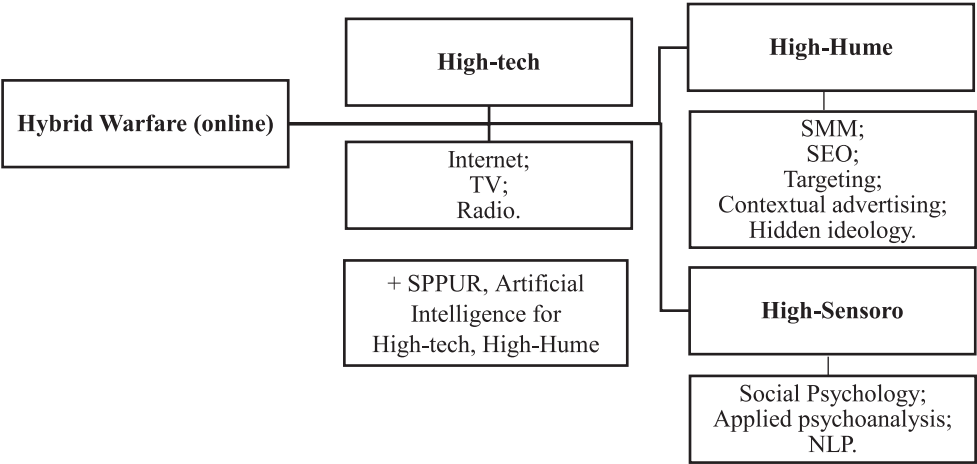 Hybrid Warfare (online)
High-tech
Internet;
TV;
Radio.
+ SPPUR, Artificial
Intelligence for
High-tech, High-Hume
High-Hume
SMM;
SEO;
Targeting;
Contextual advertising;
Hidden ideology.
High-Sensoro
Social Psychology;
Applied psychoanalysis;
NLP.